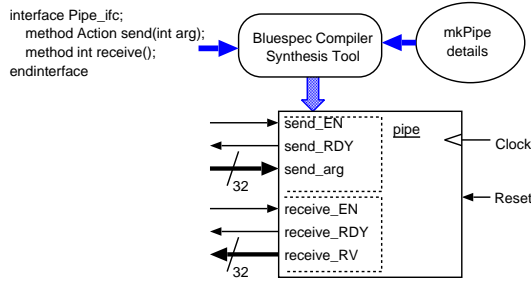 interface Pipe_ifc;
method Action send(int arg);
method int receive();
endinterface
Bluespec Compiler
Synthesis Tool
mkPipe
details
send_EN
send_RDY
send_arg
32
receive_EN
receive_RDY
receive_RV
32
pipe
Clock
Reset